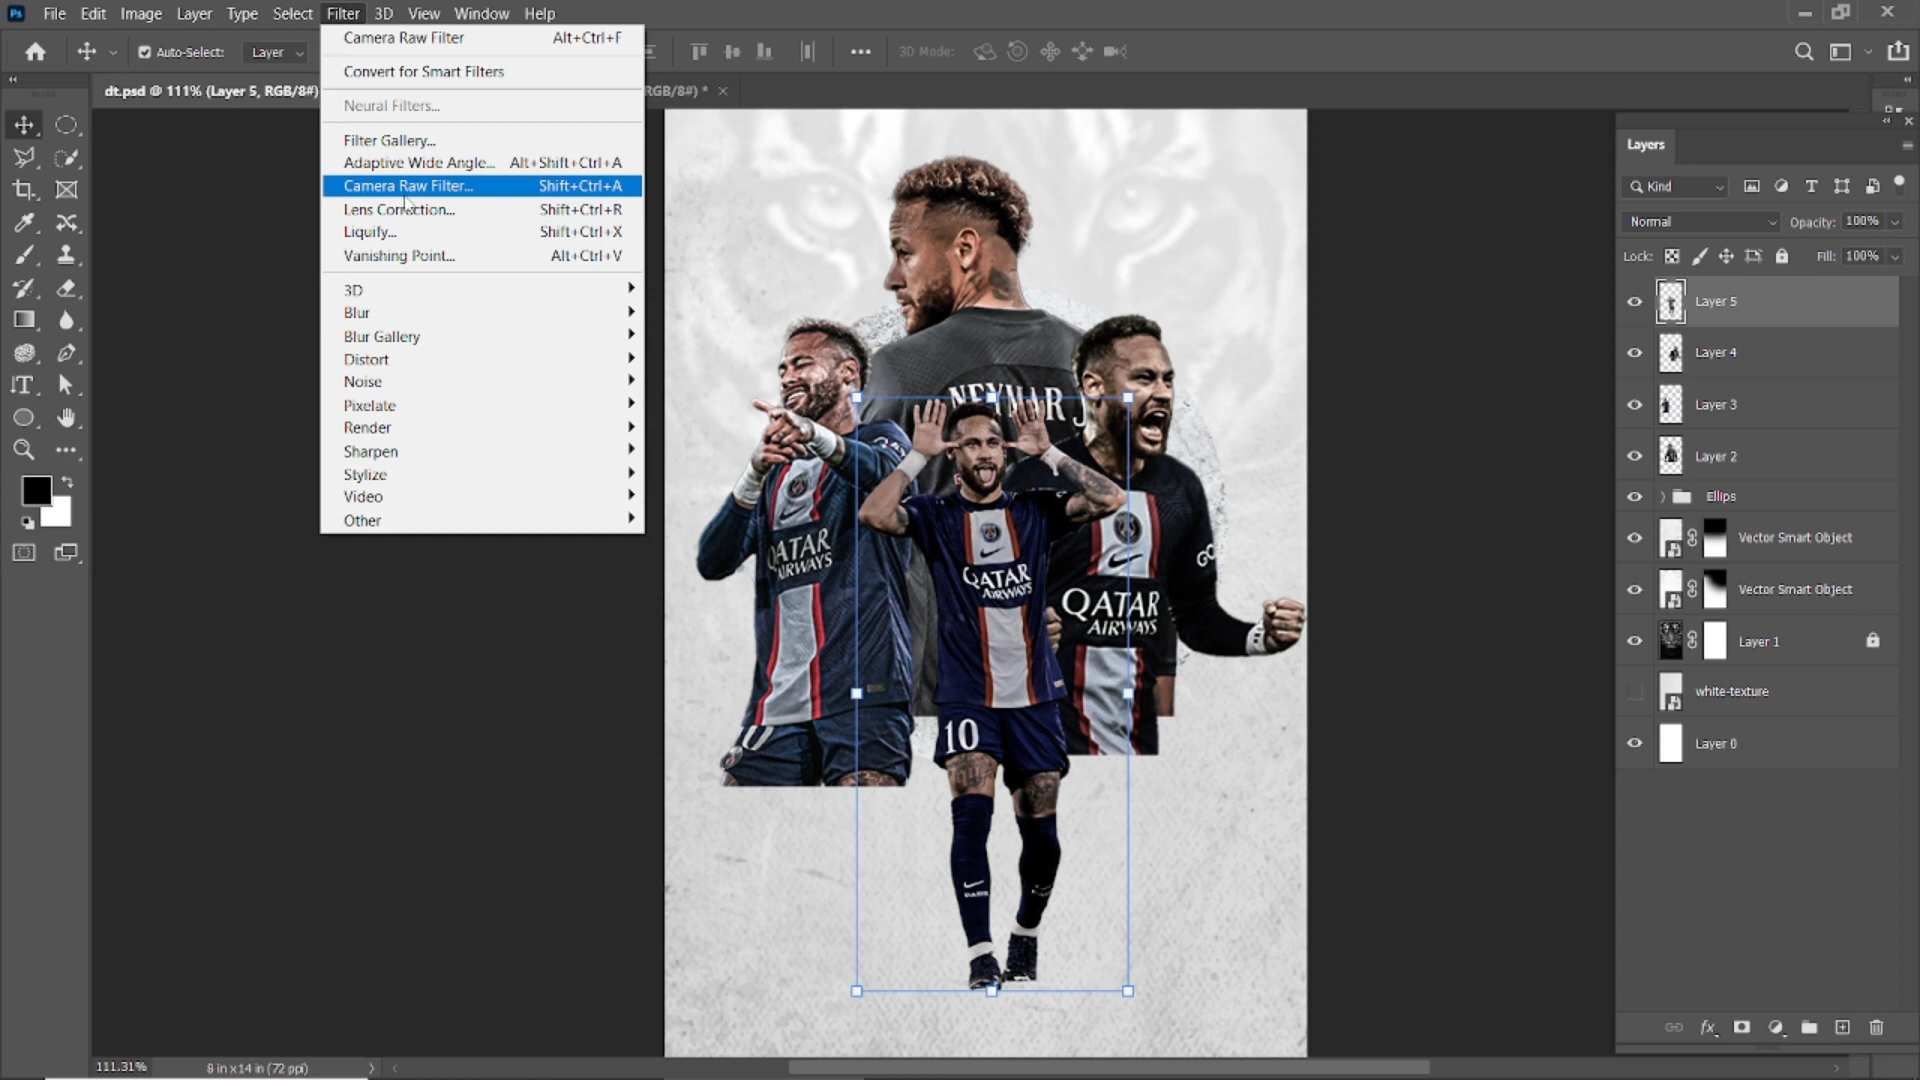 Ps File Edit Image Layer Type Select Filter 3D View Window Help
Auto-Select: Layer 3D Mode:
dt.psd @ 111% (Layer 5, RGB/8#) RGB/8#) *
Camera Raw Filter Alt+Ctrl+F
Convert for Smart Filters
Neural Filters...
Filter Gallery...
Adaptive Wide Angle... Alt+Shift+Ctrl+A
Camera Raw Filter... Shift+Ctrl+A
Lens Correction... Shift+Ctrl+R
Liquify... Shift+Ctrl+X
Vanishing Point... Alt+Ctrl+V
3D
Blur
Blur Gallery
Distort
Noise
Pixelate
Render
Sharpen
Stylize
Video
Other
NEYMAR J
QATAR
AIRWAYS
QATAR
AIRWAYS
QATAR
AIRWAYS
GO
10
Layers
Kind
Normal Opacity: 100%
Lock: Fill: 100%
Layer 5
Layer 4
Layer 3
Layer 2
Ellips
Vector Smart Object
Vector Smart Object
Layer 1
white-texture
Layer 0
fx
111.31% 8 in x 14 in (72 ppi)